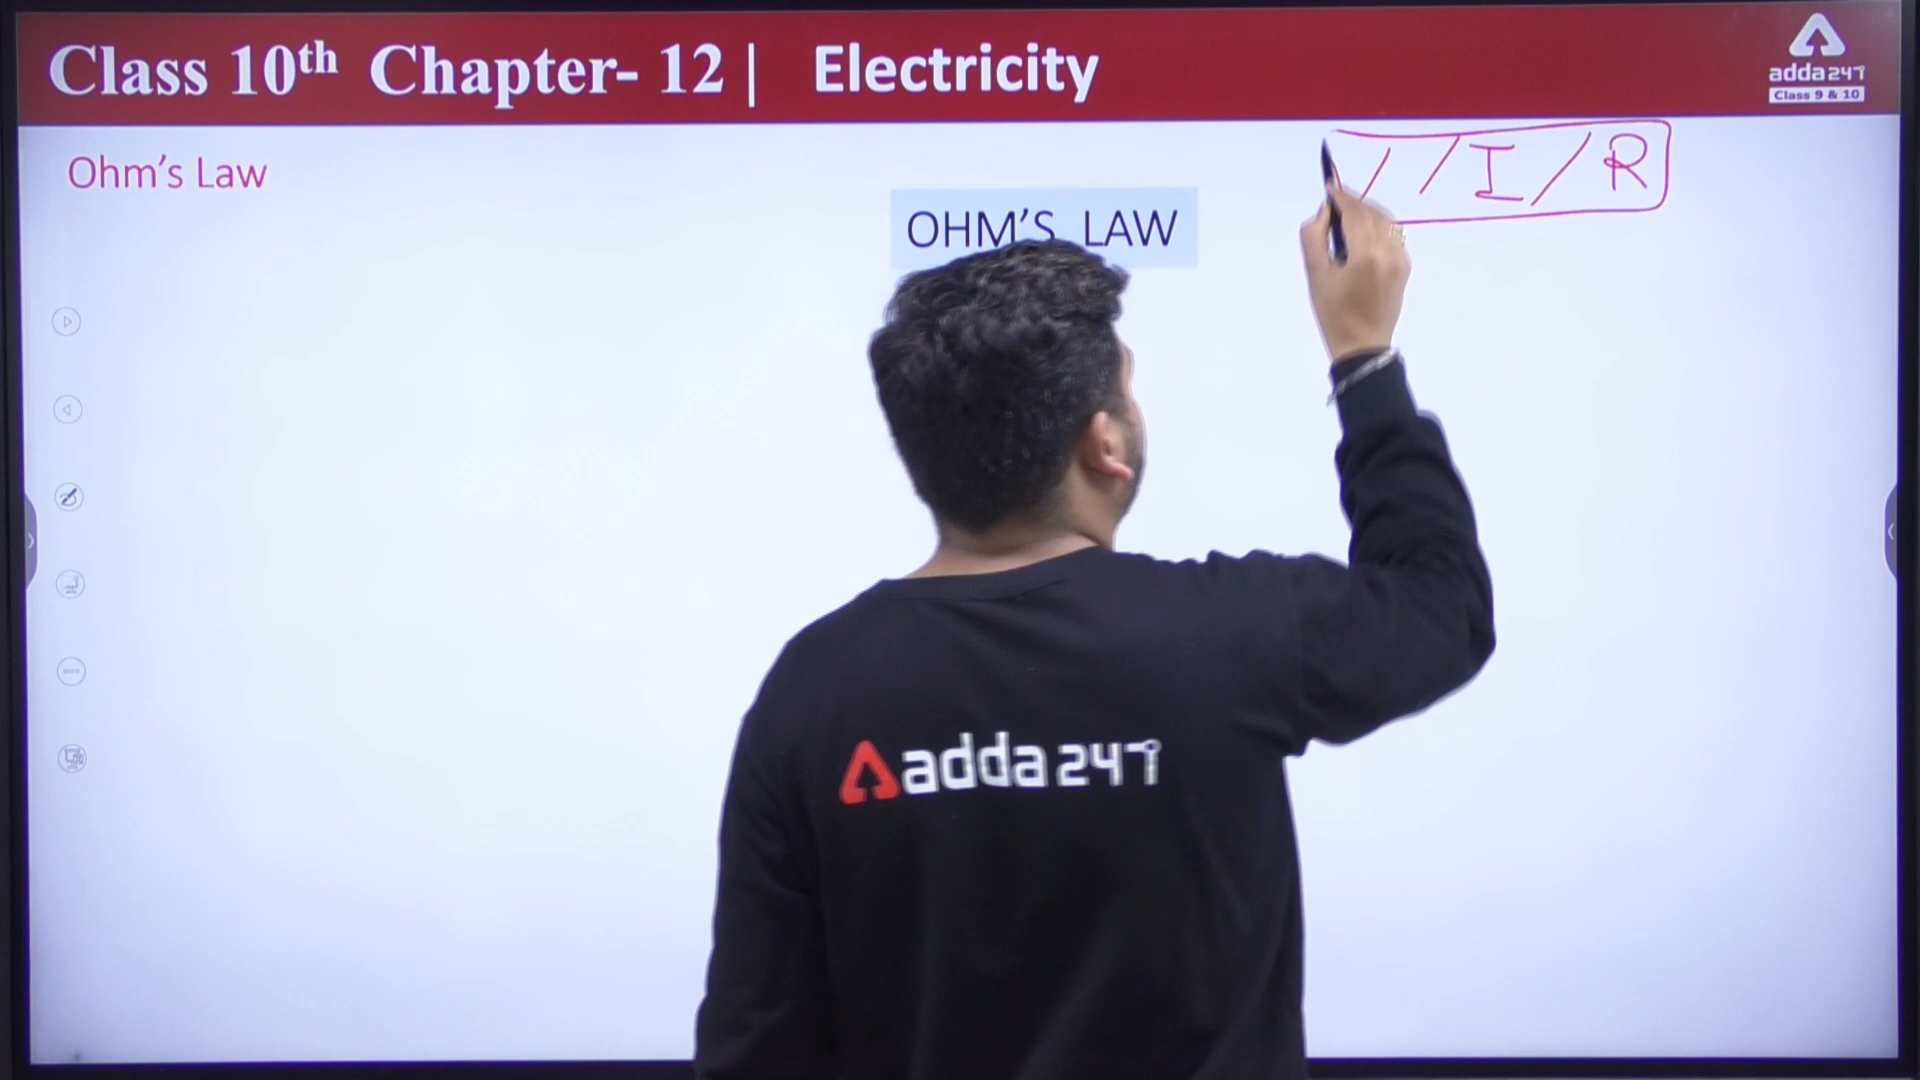 Class 10th Chapter- 12 | Electricity
adda247
Class 9 & 10
Ohm's Law
V / I / R
OHM'S LAW
adda247